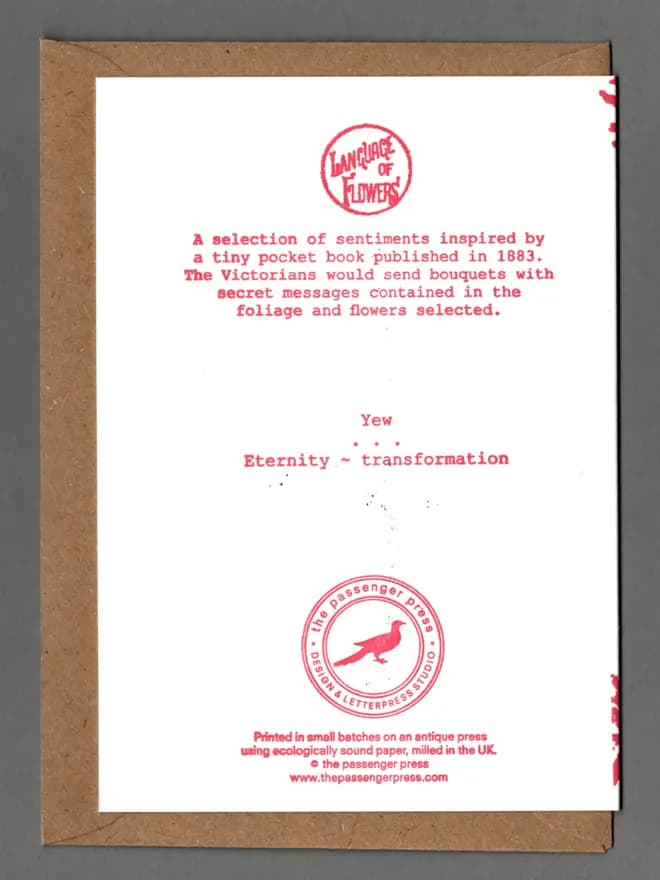 LANGUAGE
OF
FLOWERS
A selection of sentiments inspired by
a tiny pocket book published in 1883.
The Victorians would send bouquets with
secret messages contained in the
foliage and flowers selected.
Yew
. . .
Eternity ~ transformation
the passenger press
DESIGN & LETTERPRESS STUDIO
Printed in small batches on an antique press
using ecologically sound paper, milled in the UK.
© the passenger press
www.thepassengerpress.com